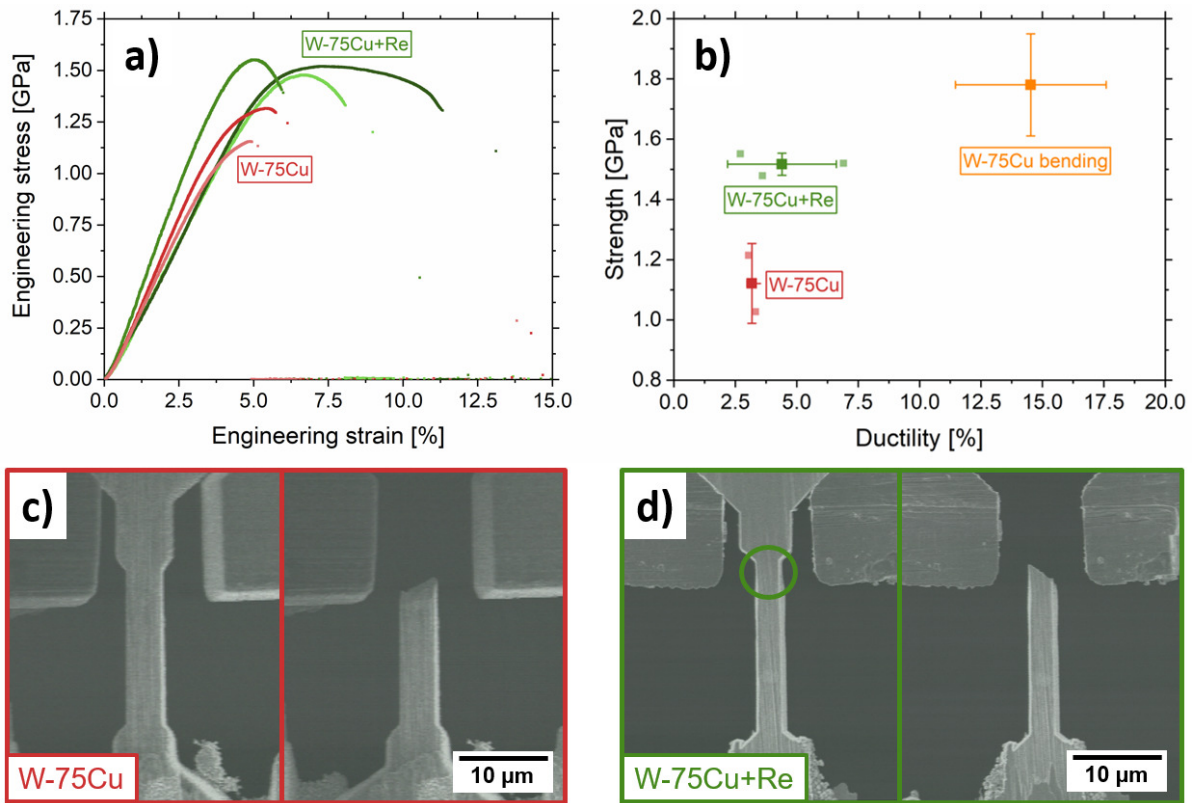 a)
W-75Cu+Re
W-75Cu
Engineering stress [GPa]
1.50
1.25
1.00
0.75
0.50
0.25
0.00
0.0
2.5
5.0
7.5
10.0
12.5
15.0
Engineering strain [%]
b)
W-75Cu bending
W-75Cu+Re
W-75Cu
Strength [GPa]
2.0
1.8
1.6
1.4
1.2
1.0
0.8
0.0
2.5
5.0
7.5
10.0
12.5
15.0
17.5
20.0
Ductility [%]
c)
W-75Cu
10 µm
d)
W-75Cu+Re
10 µm